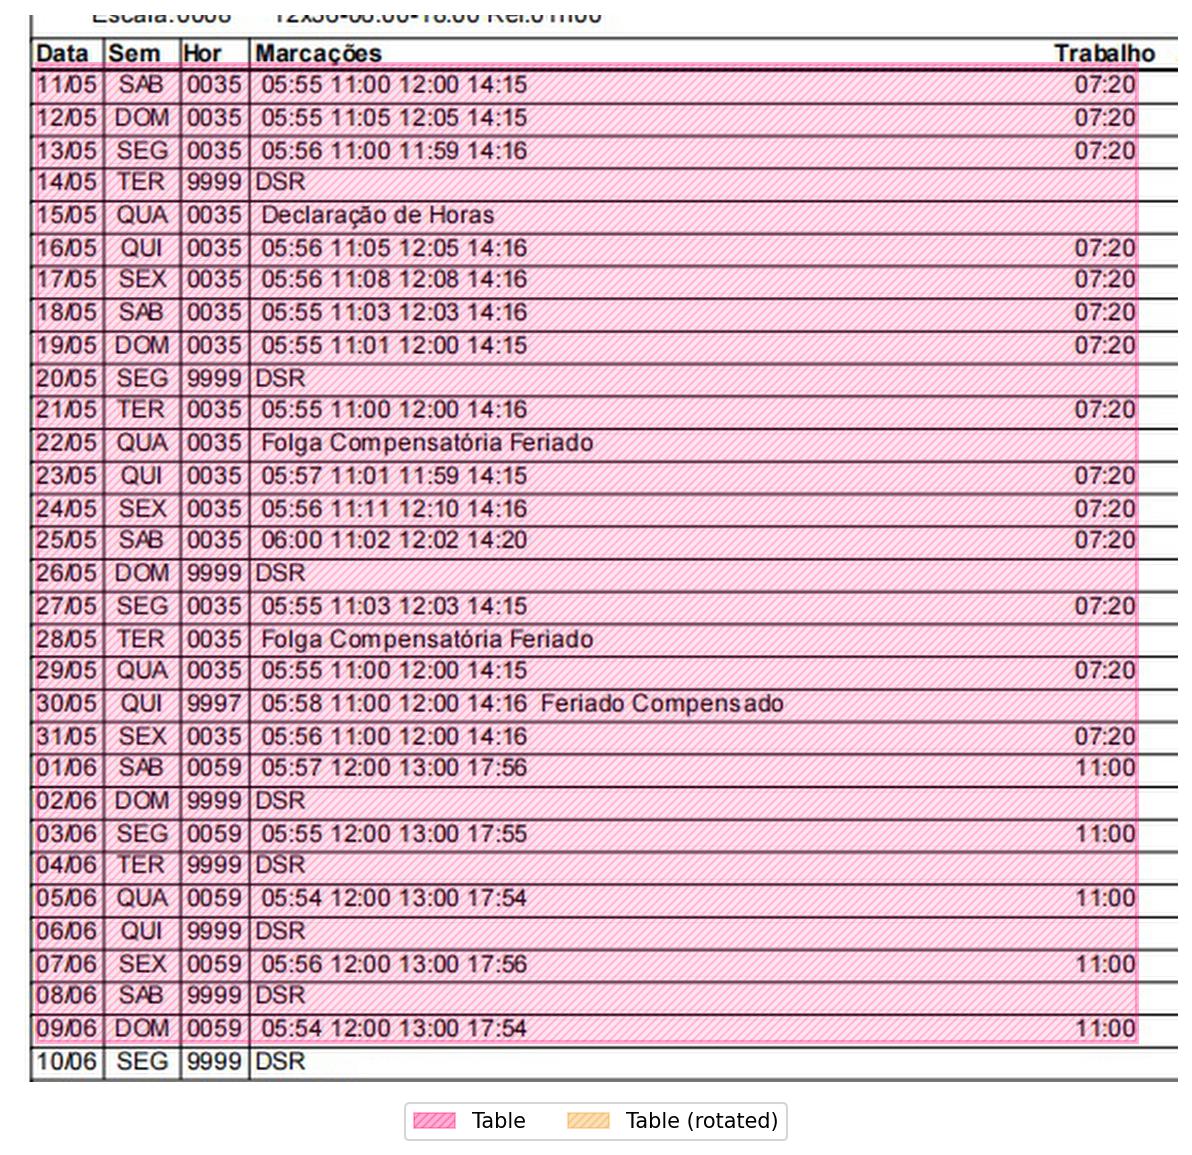 Escala:0008 12x36-06:00-18:00 Ref.01h00
Data Sem Hor Marcações Trabalho
11/05 SAB 0035 05:55 11:00 12:00 14:15 07:20
12/05 DOM 0035 05:55 11:05 12:05 14:15 07:20
13/05 SEG 0035 05:56 11:00 11:59 14:16 07:20
14/05 TER 9999 DSR
15/05 QUA 0035 Declaração de Horas
16/05 QUI 0035 05:56 11:05 12:05 14:16 07:20
17/05 SEX 0035 05:56 11:08 12:08 14:16 07:20
18/05 SAB 0035 05:55 11:03 12:03 14:16 07:20
19/05 DOM 0035 05:55 11:01 12:00 14:15 07:20
20/05 SEG 9999 DSR
21/05 TER 0035 05:55 11:00 12:00 14:16 07:20
22/05 QUA 0035 Folga Compensatória Feriado
23/05 QUI 0035 05:57 11:01 11:59 14:15 07:20
24/05 SEX 0035 05:56 11:11 12:10 14:16 07:20
25/05 SAB 0035 06:00 11:02 12:02 14:20 07:20
26/05 DOM 9999 DSR
27/05 SEG 0035 05:55 11:03 12:03 14:15 07:20
28/05 TER 0035 Folga Compensatória Feriado
29/05 QUA 0035 05:55 11:00 12:00 14:15 07:20
30/05 QUI 9997 05:58 11:00 12:00 14:16 Feriado Compensado
31/05 SEX 0035 05:56 11:00 12:00 14:16 07:20
01/06 SAB 0059 05:57 12:00 13:00 17:56 11:00
02/06 DOM 9999 DSR
03/06 SEG 0059 05:55 12:00 13:00 17:55 11:00
04/06 TER 9999 DSR
05/06 QUA 0059 05:54 12:00 13:00 17:54 11:00
06/06 QUI 9999 DSR
07/06 SEX 0059 05:56 12:00 13:00 17:56 11:00
08/06 SAB 9999 DSR
09/06 DOM 0059 05:54 12:00 13:00 17:54 11:00
10/06 SEG 9999 DSR
Table Table (rotated)